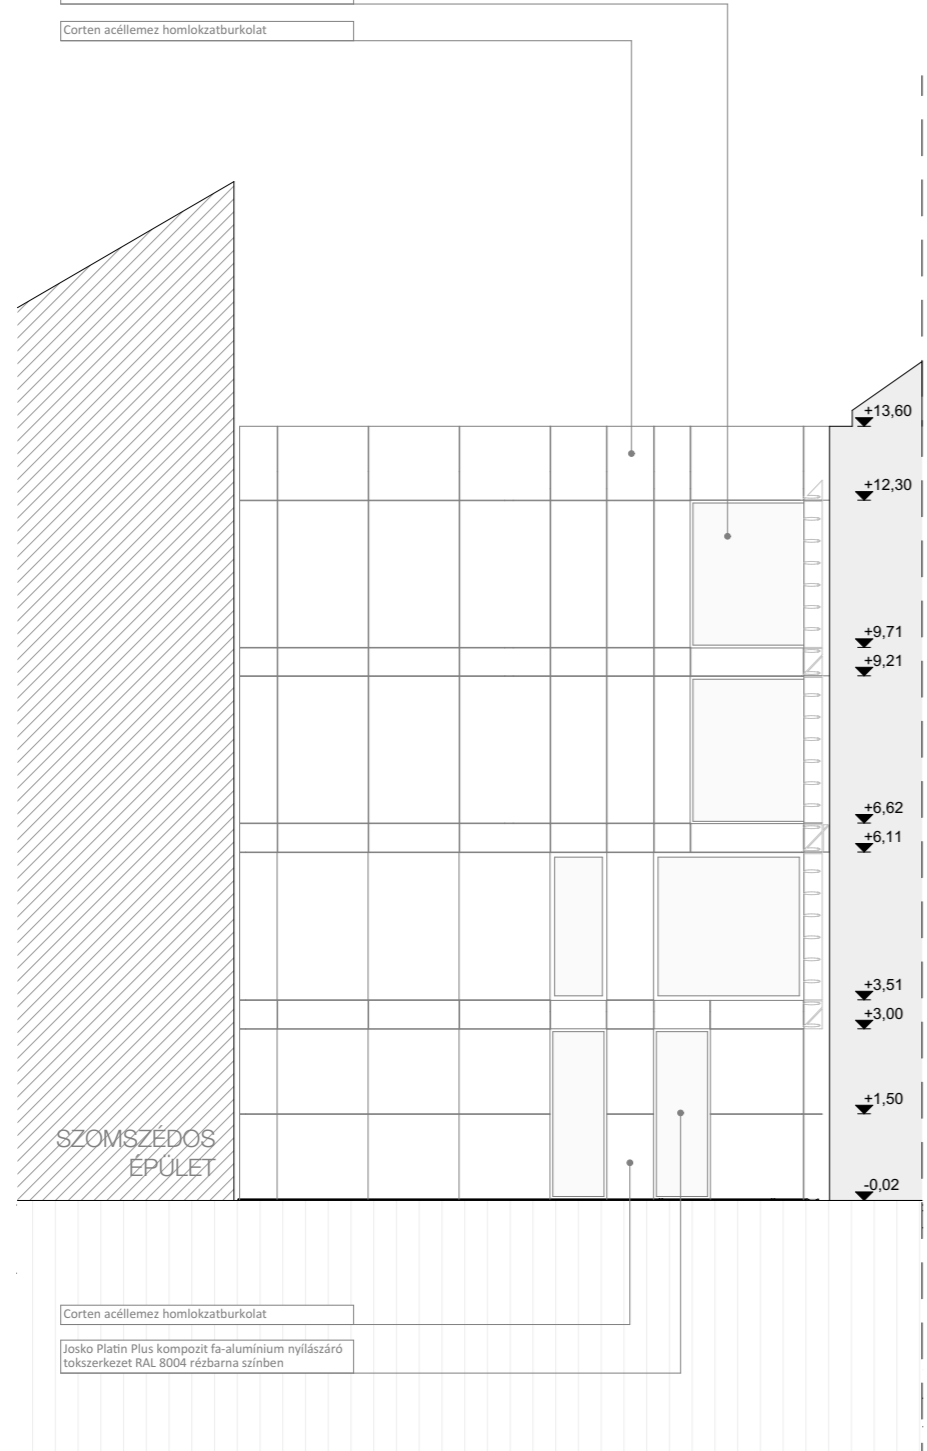 Corten acéllemez homlokzatburkolat
+13,60
+12,30
+9,71
+9,21
+6,62
+6,11
+3,51
+3,00
+1,50
SZOMSZÉDOS
ÉPÜLET
-0,02
Corten acéllemez homlokzatburkolat
Josko Platin Plus kompozit fa-alumínium nyílászáró
tokszerkezet RAL 8004 rézbarna színben